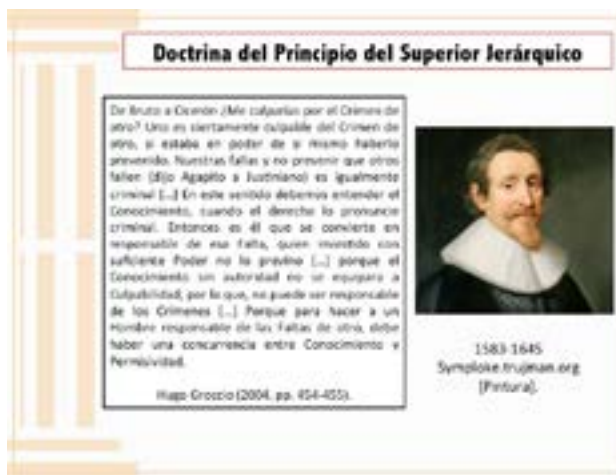 Doctrina del Principio del Superior Jerárquico
De Bruto a Cicerón ¿Me culparías por el Crimen de
otro? Uno es ciertamente culpable del Crimen de
otro, si estaba en poder de si mismo haberlo
prevenido. Nuestras fallas y no prevenir que otros
fallen (dijo Agapito a Justiniano) es igualmente
criminal [...] En este sentido debemos entender el
Conocimiento, cuando el derecho lo pronuncie
criminal. Entonces es él que se convierte en
responsable de esa Falta, quien investido con
suficiente Poder no lo previno [...] porque el
Conocimiento sin autoridad no se equipara a
Culpabilidad, por lo que, no puede ser responsable
de los Crímenes [...] Porque para hacer a un
Hombre responsable de las Faltas de otro, debe
haber una concurrencia entre Conocimiento y
Permisividad.
Hugo Groscio (2004, pp. 454-455).
1583-1645
Symploke.trujaman.org
[Pintura].